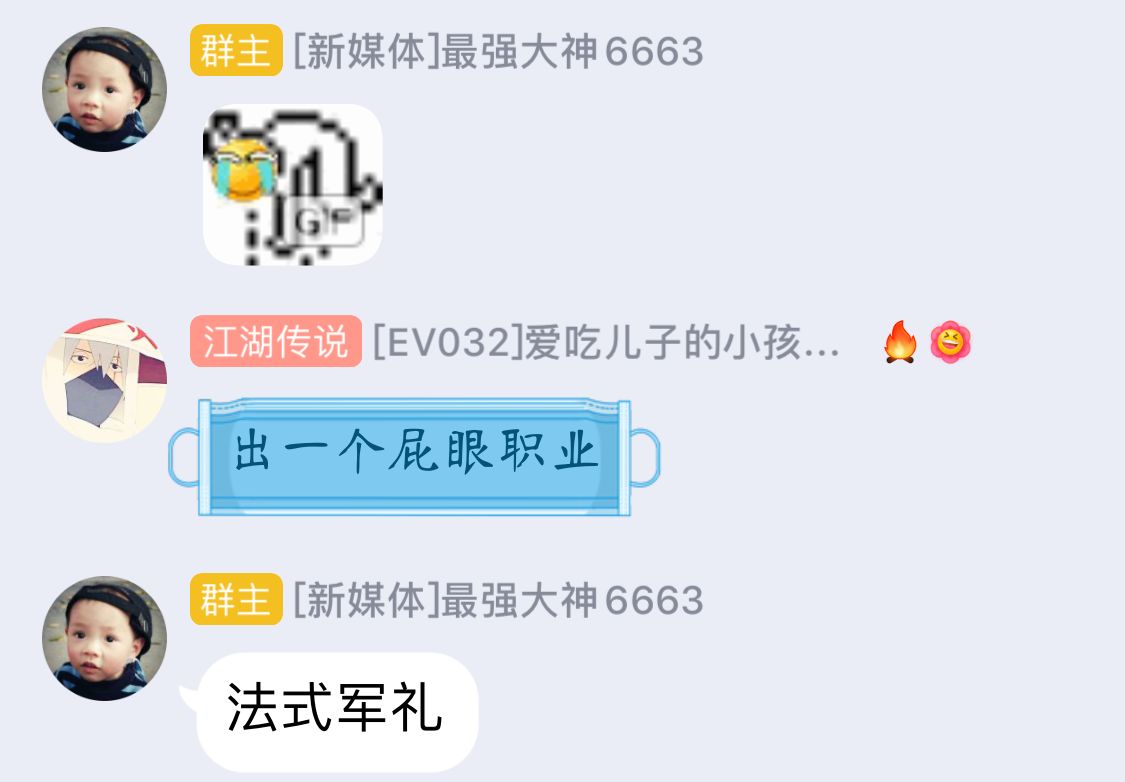 群主 [新媒体]最强大神6663
GIF
江湖传说 [EV032]爱吃儿子的小孩...
出一个屁眼职业
群主 [新媒体]最强大神6663
法式军礼